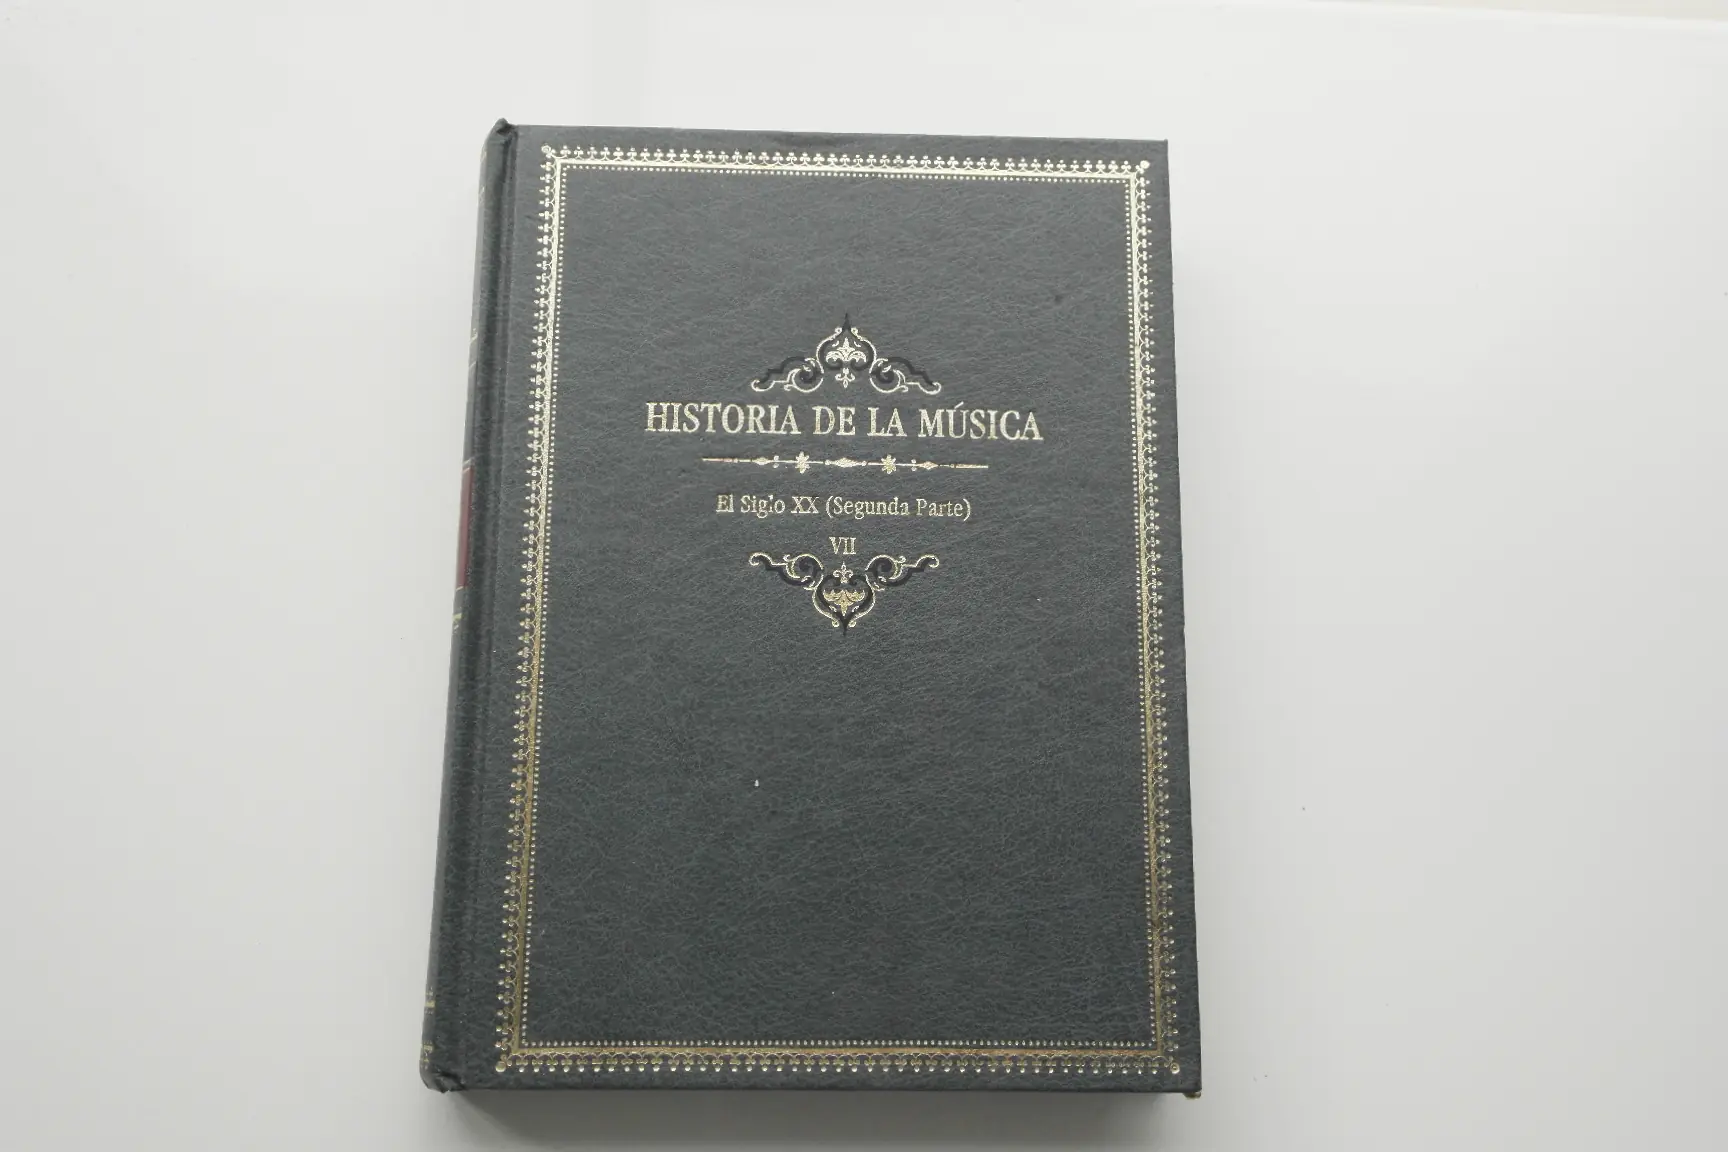 HISTORIA DE LA MÚSICA
El Siglo XX (Segunda Parte)
VII